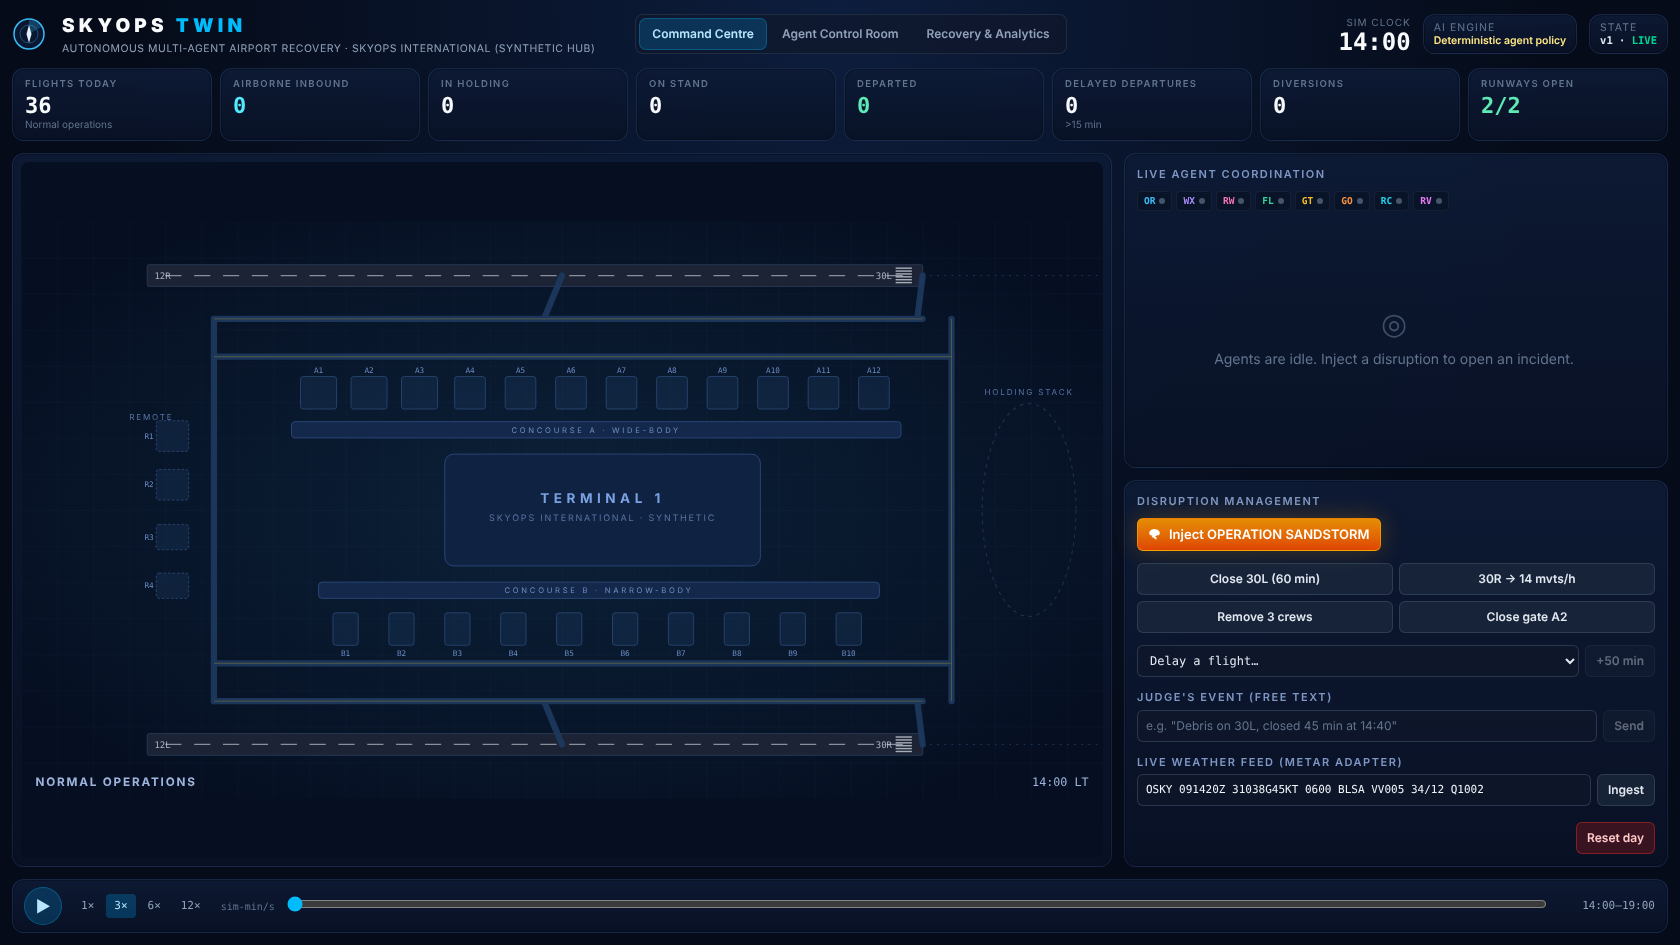 SKYOPS TWIN
AUTONOMOUS MULTI-AGENT AIRPORT RECOVERY · SKYOPS INTERNATIONAL (SYNTHETIC HUB)
Command Centre
Agent Control Room
Recovery & Analytics
SIM CLOCK
14:00
AI ENGINE
Deterministic agent policy
STATE
v1 · LIVE
FLIGHTS TODAY
36
Normal operations
AIRBORNE INBOUND
0
IN HOLDING
0
ON STAND
0
DEPARTED
0
DELAYED DEPARTURES
0
>15 min
DIVERSIONS
0
RUNWAYS OPEN
2/2
12R
30L
A1 A2 A3 A4 A5 A6 A7 A8 A9 A10 A11 A12
CONCOURSE A · WIDE-BODY
REMOTE
R1
R2
R3
R4
TERMINAL 1
SKYOPS INTERNATIONAL · SYNTHETIC
HOLDING STACK
CONCOURSE B · NARROW-BODY
B1 B2 B3 B4 B5 B6 B7 B8 B9 B10
12L
30R
NORMAL OPERATIONS
14:00 LT
LIVE AGENT COORDINATION
OR WX RW FL GT GO RC RV
Agents are idle. Inject a disruption to open an incident.
DISRUPTION MANAGEMENT
Inject OPERATION SANDSTORM
Close 30L (60 min)
30R → 14 mvts/h
Remove 3 crews
Close gate A2
Delay a flight…
+50 min
JUDGE'S EVENT (FREE TEXT)
e.g. "Debris on 30L, closed 45 min at 14:40"
Send
LIVE WEATHER FEED (METAR ADAPTER)
OSKY 091420Z 31038G45KT 0600 BLSA VV005 34/12 Q1002
Ingest
Reset day
1× 3× 6× 12× sim-min/s
14:00–19:00